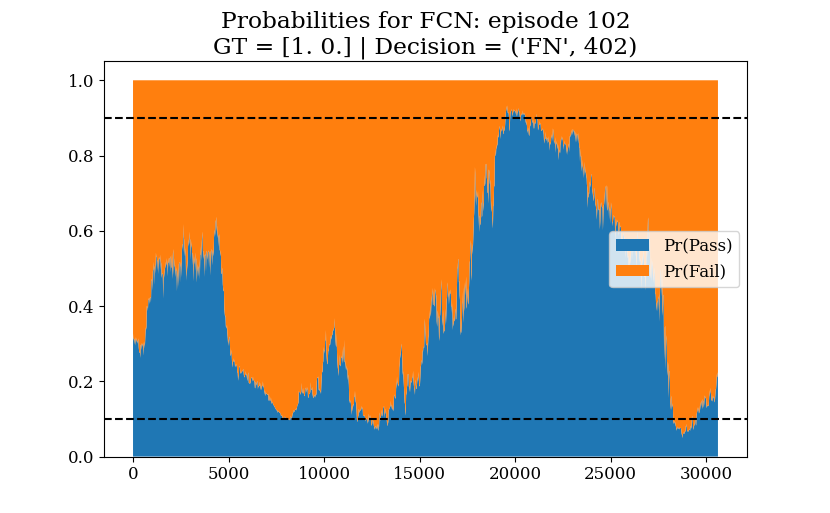 Probabilities for FCN: episode 102
GT = [1. 0.] | Decision = ('FN', 402)
1.0
0.8
0.6
0.4
0.2
0.0
Pr(Pass)
Pr(Fail)
0 5000 10000 15000 20000 25000 30000